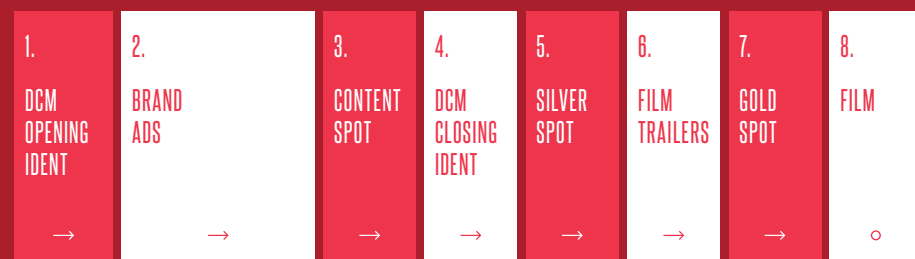 1.
DCM
OPENING
IDENT
2.
BRAND
ADS
3.
CONTENT
SPOT
4.
DCM
CLOSING
IDENT
5.
SILVER
SPOT
6.
FILM
TRAILERS
7.
GOLD
SPOT
8.
FILM